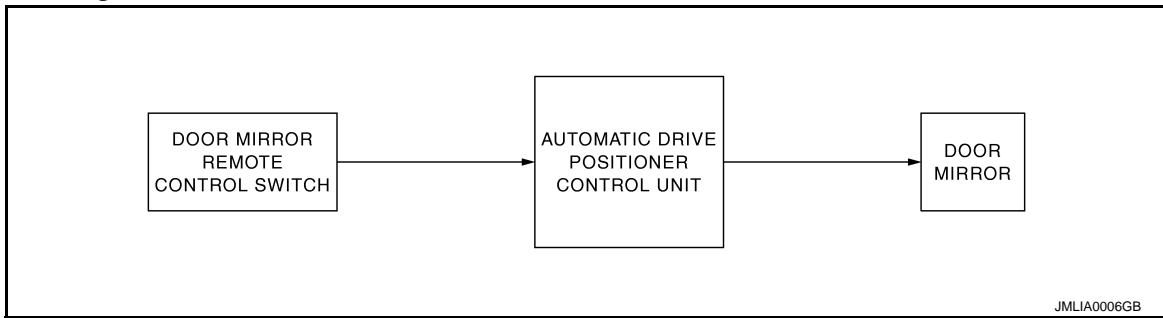 DOOR MIRROR
REMOTE
CONTROL SWITCH
AUTOMATIC DRIVE
POSITIONER
CONTROL UNIT
DOOR
MIRROR
JMLIA0006GB